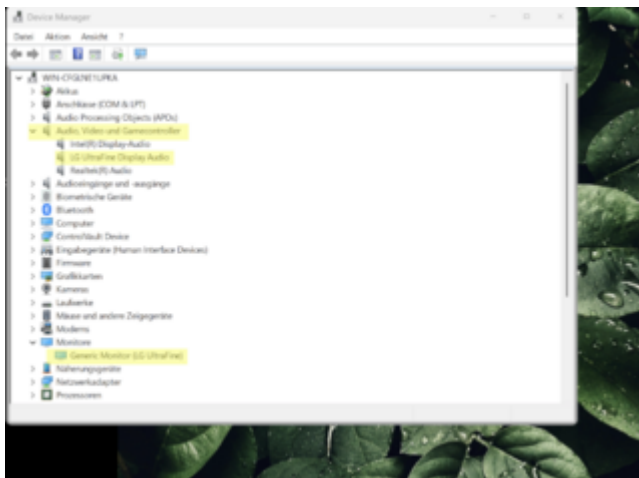 Device Manager
Datei Aktion Ansicht ?
Akkus
Anschlüsse (COM & LPT)
Audio Processing Objects (APOs)
Audio, Video und Gamecontroller
Intel(R) Display-Audio
LG UltraFine Display Audio
Realtek(R) Audio
Audioeingänge und -ausgänge
Biometrische Geräte
Bluetooth
Computer
ControlVault Device
Eingabegeräte (Human Interface Devices)
Firmware
Grafikkarten
Kameras
Laufwerke
Mäuse und andere Zeigegeräte
Modems
Monitore
Generic Monitor (LG UltraFine)
Näherungsgeräte
Netzwerkadapter
Prozessoren